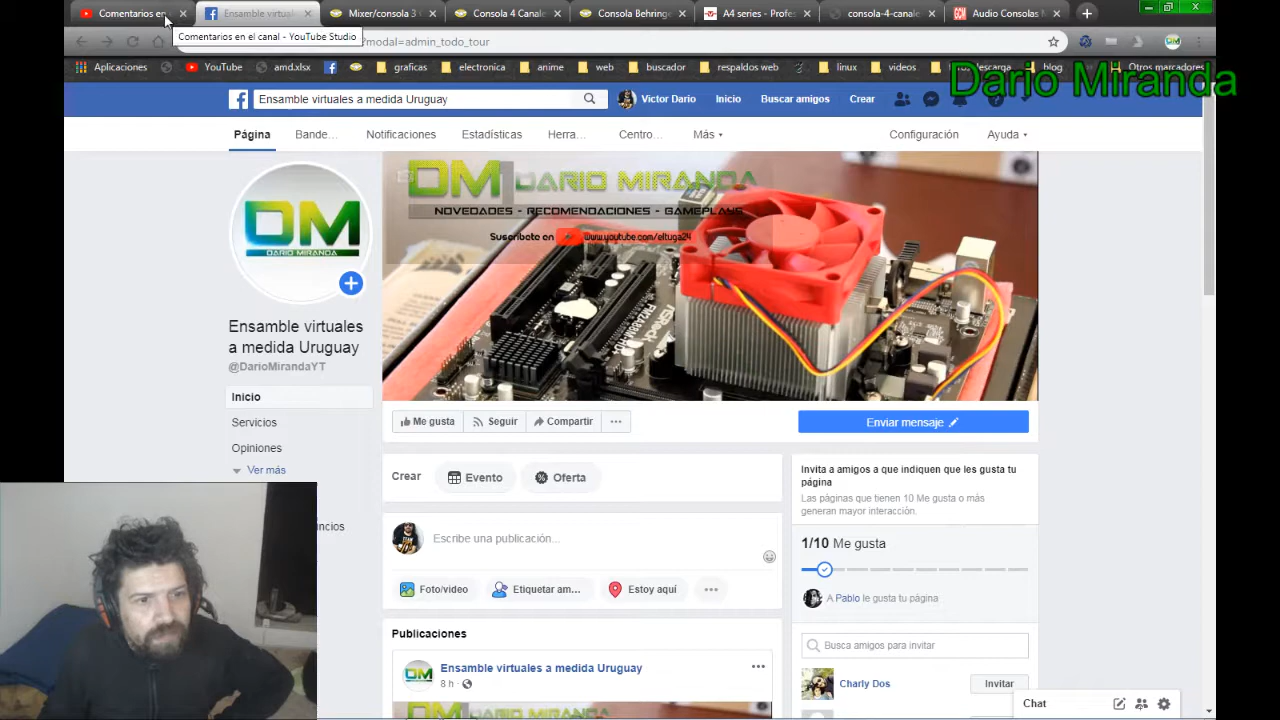 Comentarios en
Ensamble virtuale
Mixer/consola 3
Consola 4 Canale
Consola Behringe
A4 series - Profes
consola-4-canale
Audio Consolas M
Comentarios en el canal - YouTube Studio
?modal=admin_todo_tour
Aplicaciones
YouTube
amd.xlsx
graficas
electronica
anime
web
buscador
respaldos web
linux
videos
blog
Otros marcadores
Dario Miranda
Ensamble virtuales a medida Uruguay
Victor Dario
Inicio
Buscar amigos
Crear
Página
Bande...
Notificaciones
Estadísticas
Herra...
Centro...
Más
Configuración
Ayuda
DM DARIO MIRANDA
NOVEDADES - RECOMENDACIONES - GAMEPLAYS
Suscribete en www.youtube.com/eltuga24
DM
DARIO MIRANDA
Ensamble virtuales
a medida Uruguay
@DarioMirandaYT
Inicio
Servicios
Opiniones
Ver más
Me gusta
Seguir
Compartir
Enviar mensaje
Crear
Evento
Oferta
Escribe una publicación...
Foto/video
Etiquetar am...
Estoy aquí
Publicaciones
Ensamble virtuales a medida Uruguay
8 h
Invita a amigos a que indiquen que les gusta tu
página
Las páginas que tienen 10 Me gusta o más
generan mayor interacción.
1/10 Me gusta
A Pablo le gusta tu página
Busca amigos para invitar
Charly Dos
Invitar
Chat